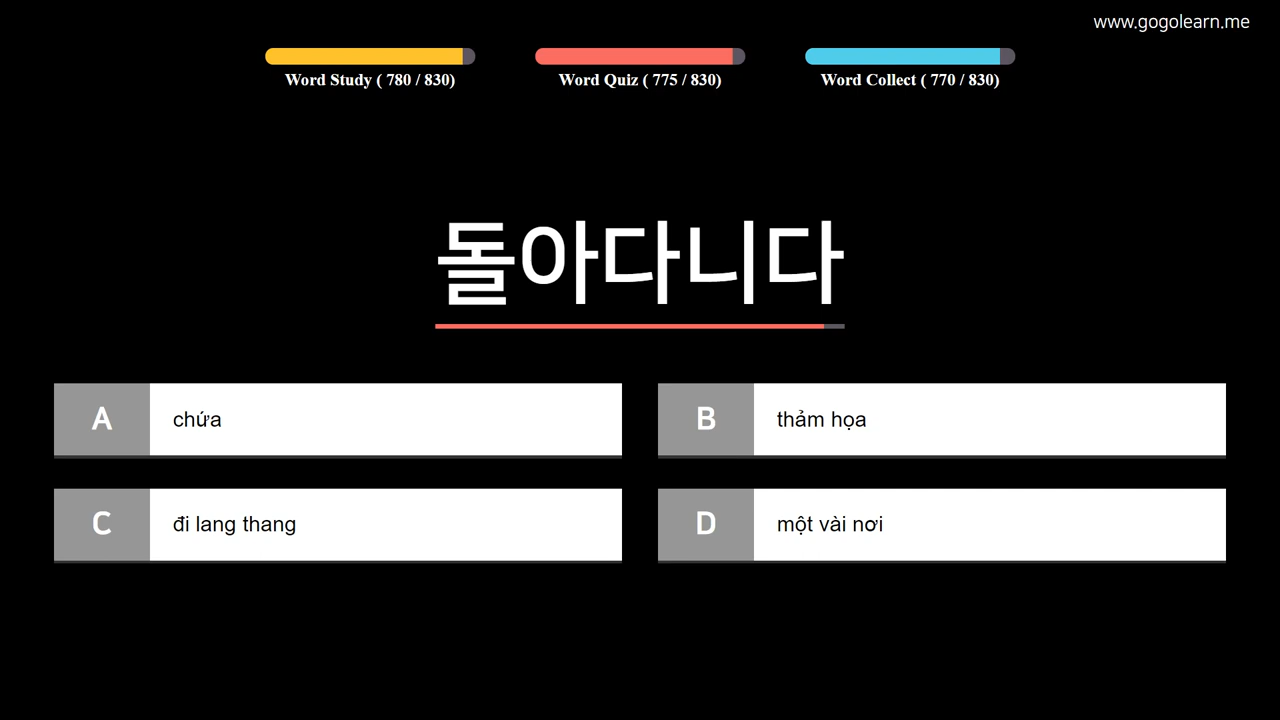 www.gogolearn.me
Word Study ( 780 / 830)
Word Quiz ( 775 / 830)
Word Collect ( 770 / 830)
돌아다니다
A chứa
B thảm họa
C đi lang thang
D một vài nơi